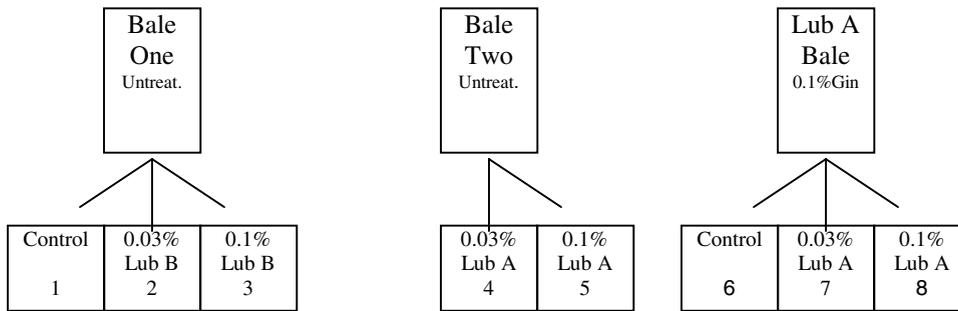 Bale
One
Untreat.
Bale
Two
Untreat.
Lub A
Bale
0.1%Gin
Control
1
0.03%
Lub B
2
0.1%
Lub B
3
0.03%
Lub A
4
0.1%
Lub A
5
Control
6
0.03%
Lub A
7
0.1%
Lub A
8